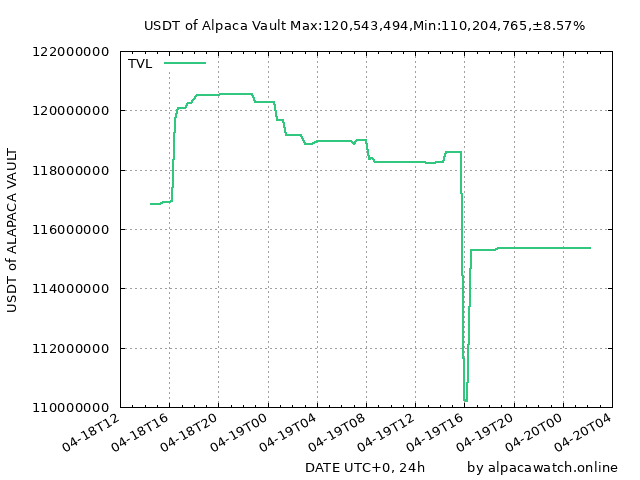 USDT of Alpaca Vault Max:120,543,494,Min:110,204,765,±8.57%
TVL
122000000
120000000
118000000
116000000
114000000
112000000
110000000
USDT of ALAPACA VAULT
04-18T12
04-18T16
04-18T20
04-19T00
04-19T04
04-19T08
04-19T12
04-19T16
04-19T20
04-20T00
04-20T04
DATE UTC+0, 24h
by alpacawatch.online